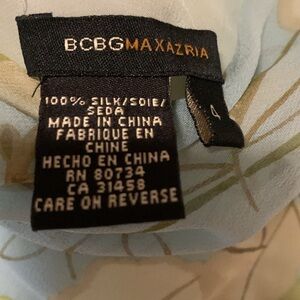 BCBGMAXAZRIA
4
100% SILK/SOIE/
SEDA
MADE IN CHINA
FABRIQUE EN
CHINE
HECHO EN CHINA
RN 80734
CA 31458
CARE ON REVERSE